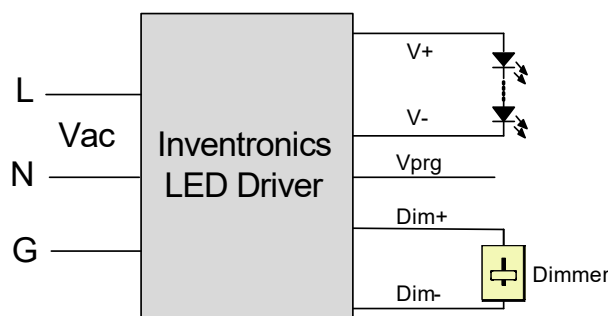 L
Vac
N
G
Inventronics
LED Driver
V+
V-
Vprg
Dim+
Dim-
Dimmer